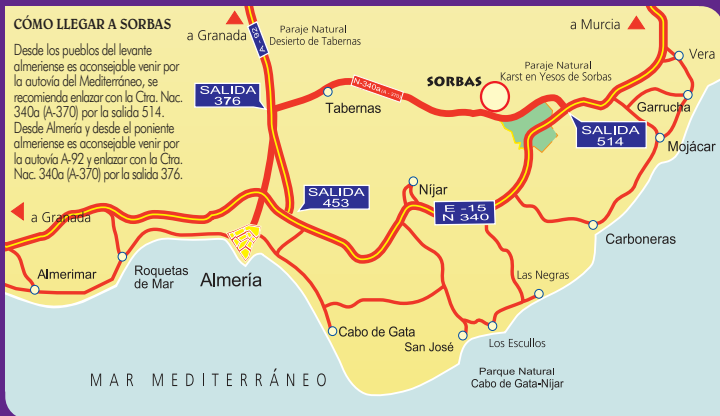 CÓMO LLEGAR A SORBAS
Desde los pueblos del levante
almeriense es aconsejable venir por
la autovía del Mediterráneo, se
recomienda enlazar con la Ctra. Nac.
340a (A-370) por la salida 514.
Desde Almería y desde el poniente
almeriense es aconsejable venir por
la autovía A-92 y enlazar con la Ctra.
Nac. 340a (A-370) por la salida 376.
a Granada
A - 92
Paraje Natural
Desierto de Tabernas
a Murcia
Vera
Paraje Natural
Karst en Yesos de Sorbas
SORBAS
N-340a (A - 370)
SALIDA
376
Tabernas
Garrucha
SALIDA
514
Mojácar
SALIDA
453
Níjar
E -15
N 340
a Granada
Carboneras
Almerimar
Roquetas
de Mar
Almería
Las Negras
Cabo de Gata
San José
Los Escullos
Parque Natural
Cabo de Gata-Níjar
MAR MEDITERRÁNEO